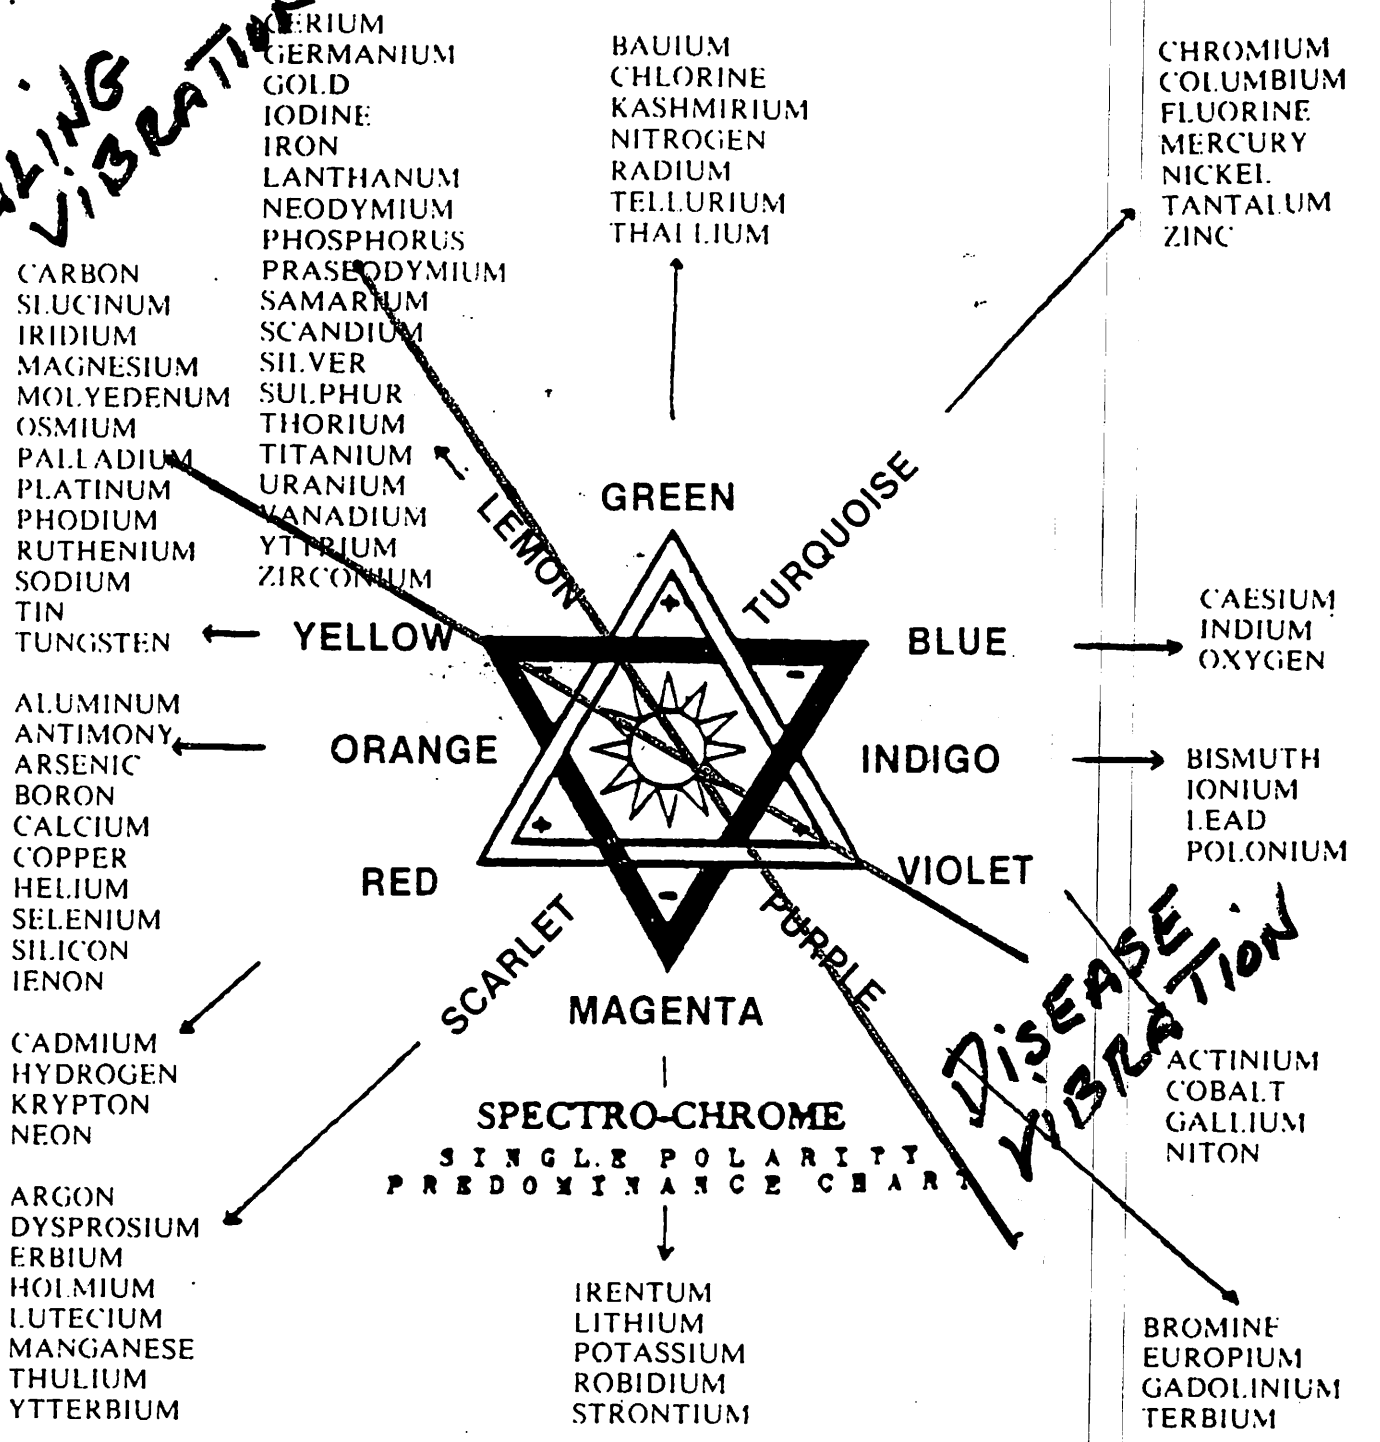 VIBRATION
CERIUM
GERMANIUM
GOLD
IODINE
IRON
LANTHANUM
NEODYMIUM
PHOSPHORUS
PRASEODYMIUM
SAMARIUM
SCANDIUM
SILVER
SULPHUR
THORIUM
TITANIUM
URANIUM
VANADIUM
YTTRIUM
ZIRCONIUM
BAUIUM
CHLORINE
KASHMIRIUM
NITROGEN
RADIUM
TELLURIUM
THALLIUM
CHROMIUM
COLUMBIUM
FLUORINE
MERCURY
NICKEL
TANTALUM
ZINC
CARBON
SLUCINUM
IRIDIUM
MAGNESIUM
MOLYEDENUM
OSMIUM
PALLADIUM
PLATINUM
PHODIUM
RUTHENIUM
SODIUM
TIN
TUNGSTEN
LEMON
GREEN
TURQUOISE
YELLOW
BLUE
CAESIUM
INDIUM
OXYGEN
ALUMINUM
ANTIMONY
ARSENIC
BORON
CALCIUM
COPPER
HELIUM
SELENIUM
SILICON
IENON
ORANGE
INDIGO
BISMUTH
IONIUM
LEAD
POLONIUM
RED
VIOLET
SCARLET
PURPLE
MAGENTA
DISEASE
VIBRATION
CADMIUM
HYDROGEN
KRYPTON
NEON
ACTINIUM
COBALT
GALLIUM
NITON
SPECTRO-CHROME
SINGLE POLARITY
PREDOMINANCE CHART
ARGON
DYSPROSIUM
ERBIUM
HOLMIUM
LUTECIUM
MANGANESE
THULIUM
YTTERBIUM
IRENTUM
LITHIUM
POTASSIUM
ROBIDIUM
STRONTIUM
BROMINE
EUROPIUM
GADOLINIUM
TERBIUM